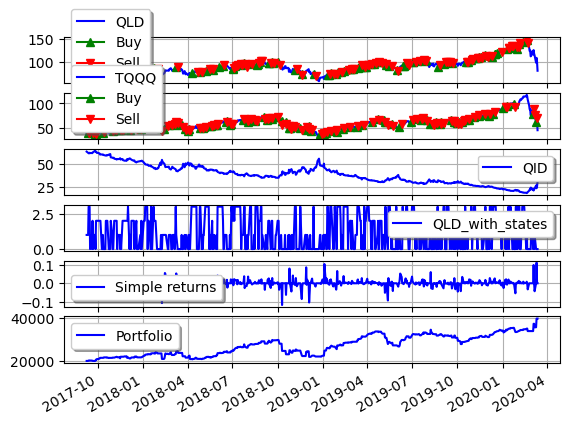 QLD
Buy
Sell
150
100
TQQQ
Buy
Sell
100
50
QID
50
25
QLD_with_states
2.5
0.0
Simple returns
0.1
0.0
−0.1
Portfolio
40000
20000
2017-10
2018-01
2018-04
2018-07
2018-10
2019-01
2019-04
2019-07
2019-10
2020-01
2020-04